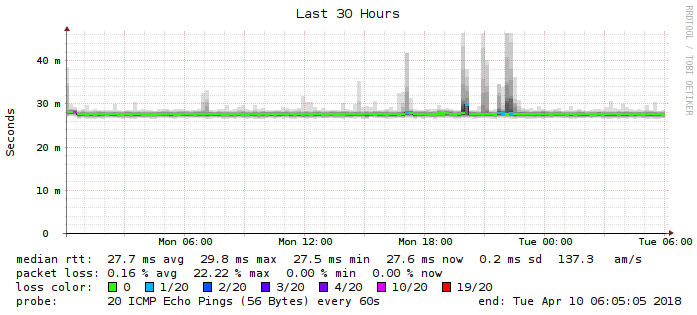 Last 30 Hours
RRDTOOL / TOBI OETIKER
Seconds
40 m
30 m
20 m
10 m
0
Mon 06:00 Mon 12:00 Mon 18:00 Tue 00:00 Tue 06:00
median rtt: 27.7 ms avg 29.8 ms max 27.5 ms min 27.6 ms now 0.2 ms sd 137.3 am/s
packet loss: 0.16 % avg 22.22 % max 0.00 % min 0.00 % now
loss color: 0 1/20 2/20 3/20 4/20 10/20 19/20
probe: 20 ICMP Echo Pings (56 Bytes) every 60s end: Tue Apr 10 06:05:05 2018